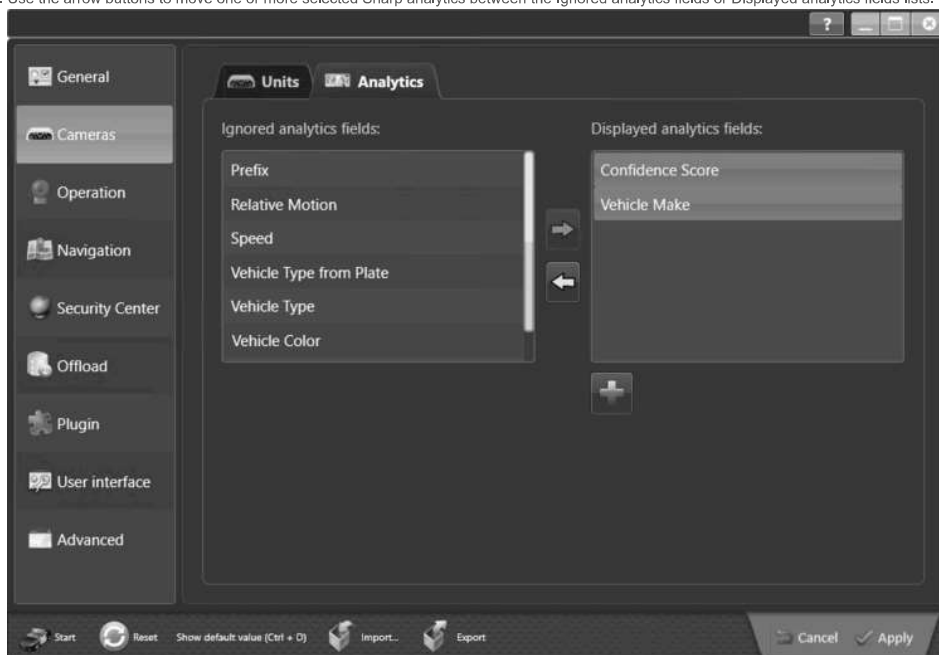 Use the arrow buttons to move one or more selected Sharp analytics between the Ignored analytics fields or Displayed analytics fields lists.
?
General
Units Analytics
Cameras
Ignored analytics fields: Displayed analytics fields:
Prefix Confidence Score
Relative Motion Vehicle Make
Operation
Speed
Navigation
Vehicle Type from Plate
Security Center
Vehicle Type
Vehicle Color
Offload
Plugin
User interface
Advanced
Start Reset Show default value (Ctrl + D) Import... Export Cancel Apply